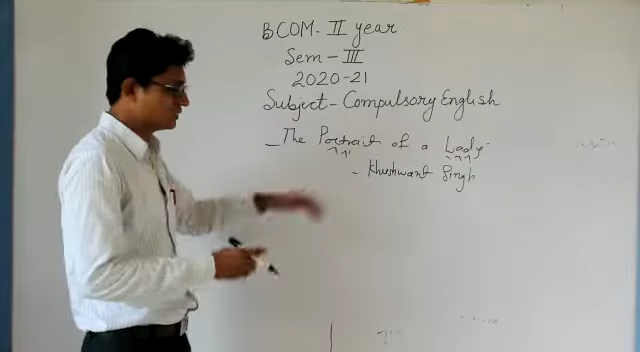 BCOM- II year
Sem - III
2020-21
Subject - Compulsory English
- The Portrait of a Lady-
- Khushwant Singh